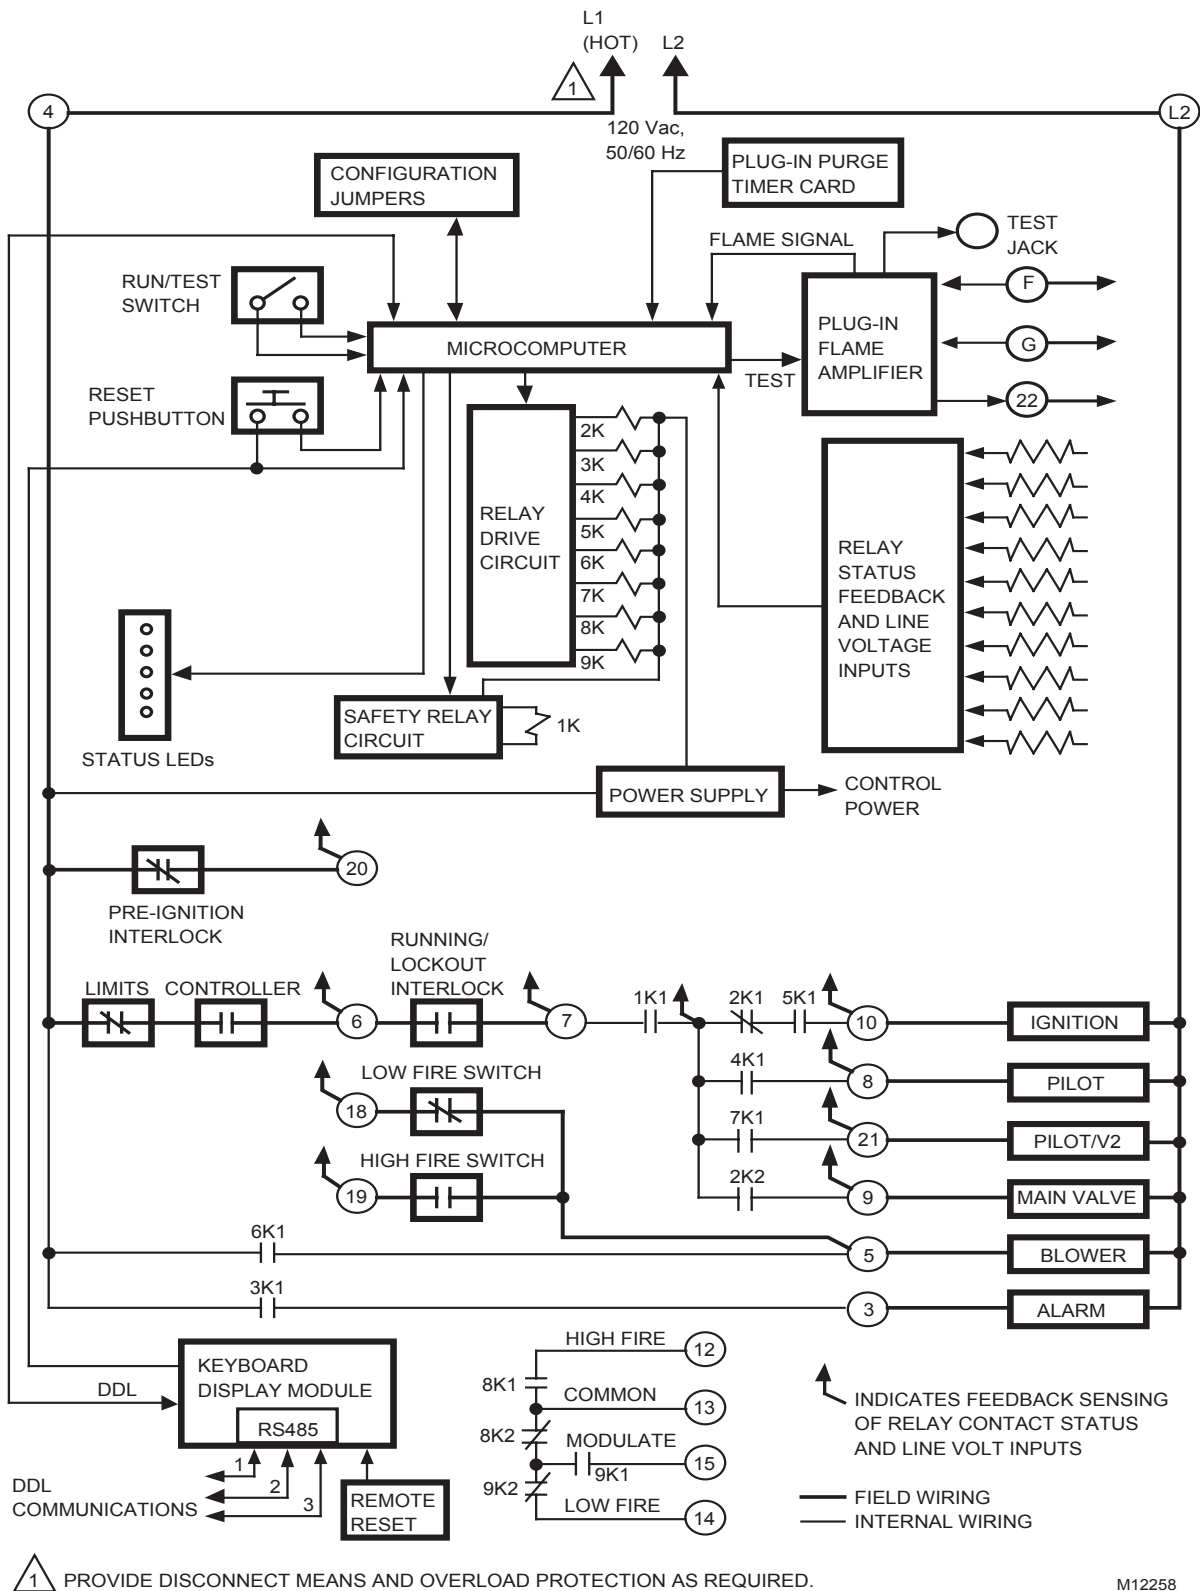 L1
(HOT)
L2
1
4
L2
120 Vac,
50/60 Hz
CONFIGURATION
JUMPERS
PLUG-IN PURGE
TIMER CARD
FLAME SIGNAL
TEST
JACK
RUN/TEST
SWITCH
F
PLUG-IN
FLAME
AMPLIFIER
MICROCOMPUTER
G
TEST
RESET
PUSHBUTTON
22
2K
3K
4K
5K
6K
7K
8K
9K
RELAY
DRIVE
CIRCUIT
RELAY
STATUS
FEEDBACK
AND LINE
VOLTAGE
INPUTS
STATUS LEDs
SAFETY RELAY
CIRCUIT
1K
POWER SUPPLY
CONTROL
POWER
20
PRE-IGNITION
INTERLOCK
RUNNING/
LOCKOUT
INTERLOCK
LIMITS
CONTROLLER
6
7
1K1
2K1
5K1
10
IGNITION
LOW FIRE SWITCH
18
4K1
8
PILOT
7K1
21
PILOT/V2
HIGH FIRE SWITCH
19
2K2
9
MAIN VALVE
6K1
5
BLOWER
3K1
3
ALARM
KEYBOARD
DISPLAY MODULE
RS485
DDL
1
2
3
DDL
COMMUNICATIONS
REMOTE
RESET
HIGH FIRE
12
8K1
COMMON
13
8K2
MODULATE
15
9K1
9K2
LOW FIRE
14
INDICATES FEEDBACK SENSING
OF RELAY CONTACT STATUS
AND LINE VOLT INPUTS
FIELD WIRING
INTERNAL WIRING
1 PROVIDE DISCONNECT MEANS AND OVERLOAD PROTECTION AS REQUIRED.
M12258